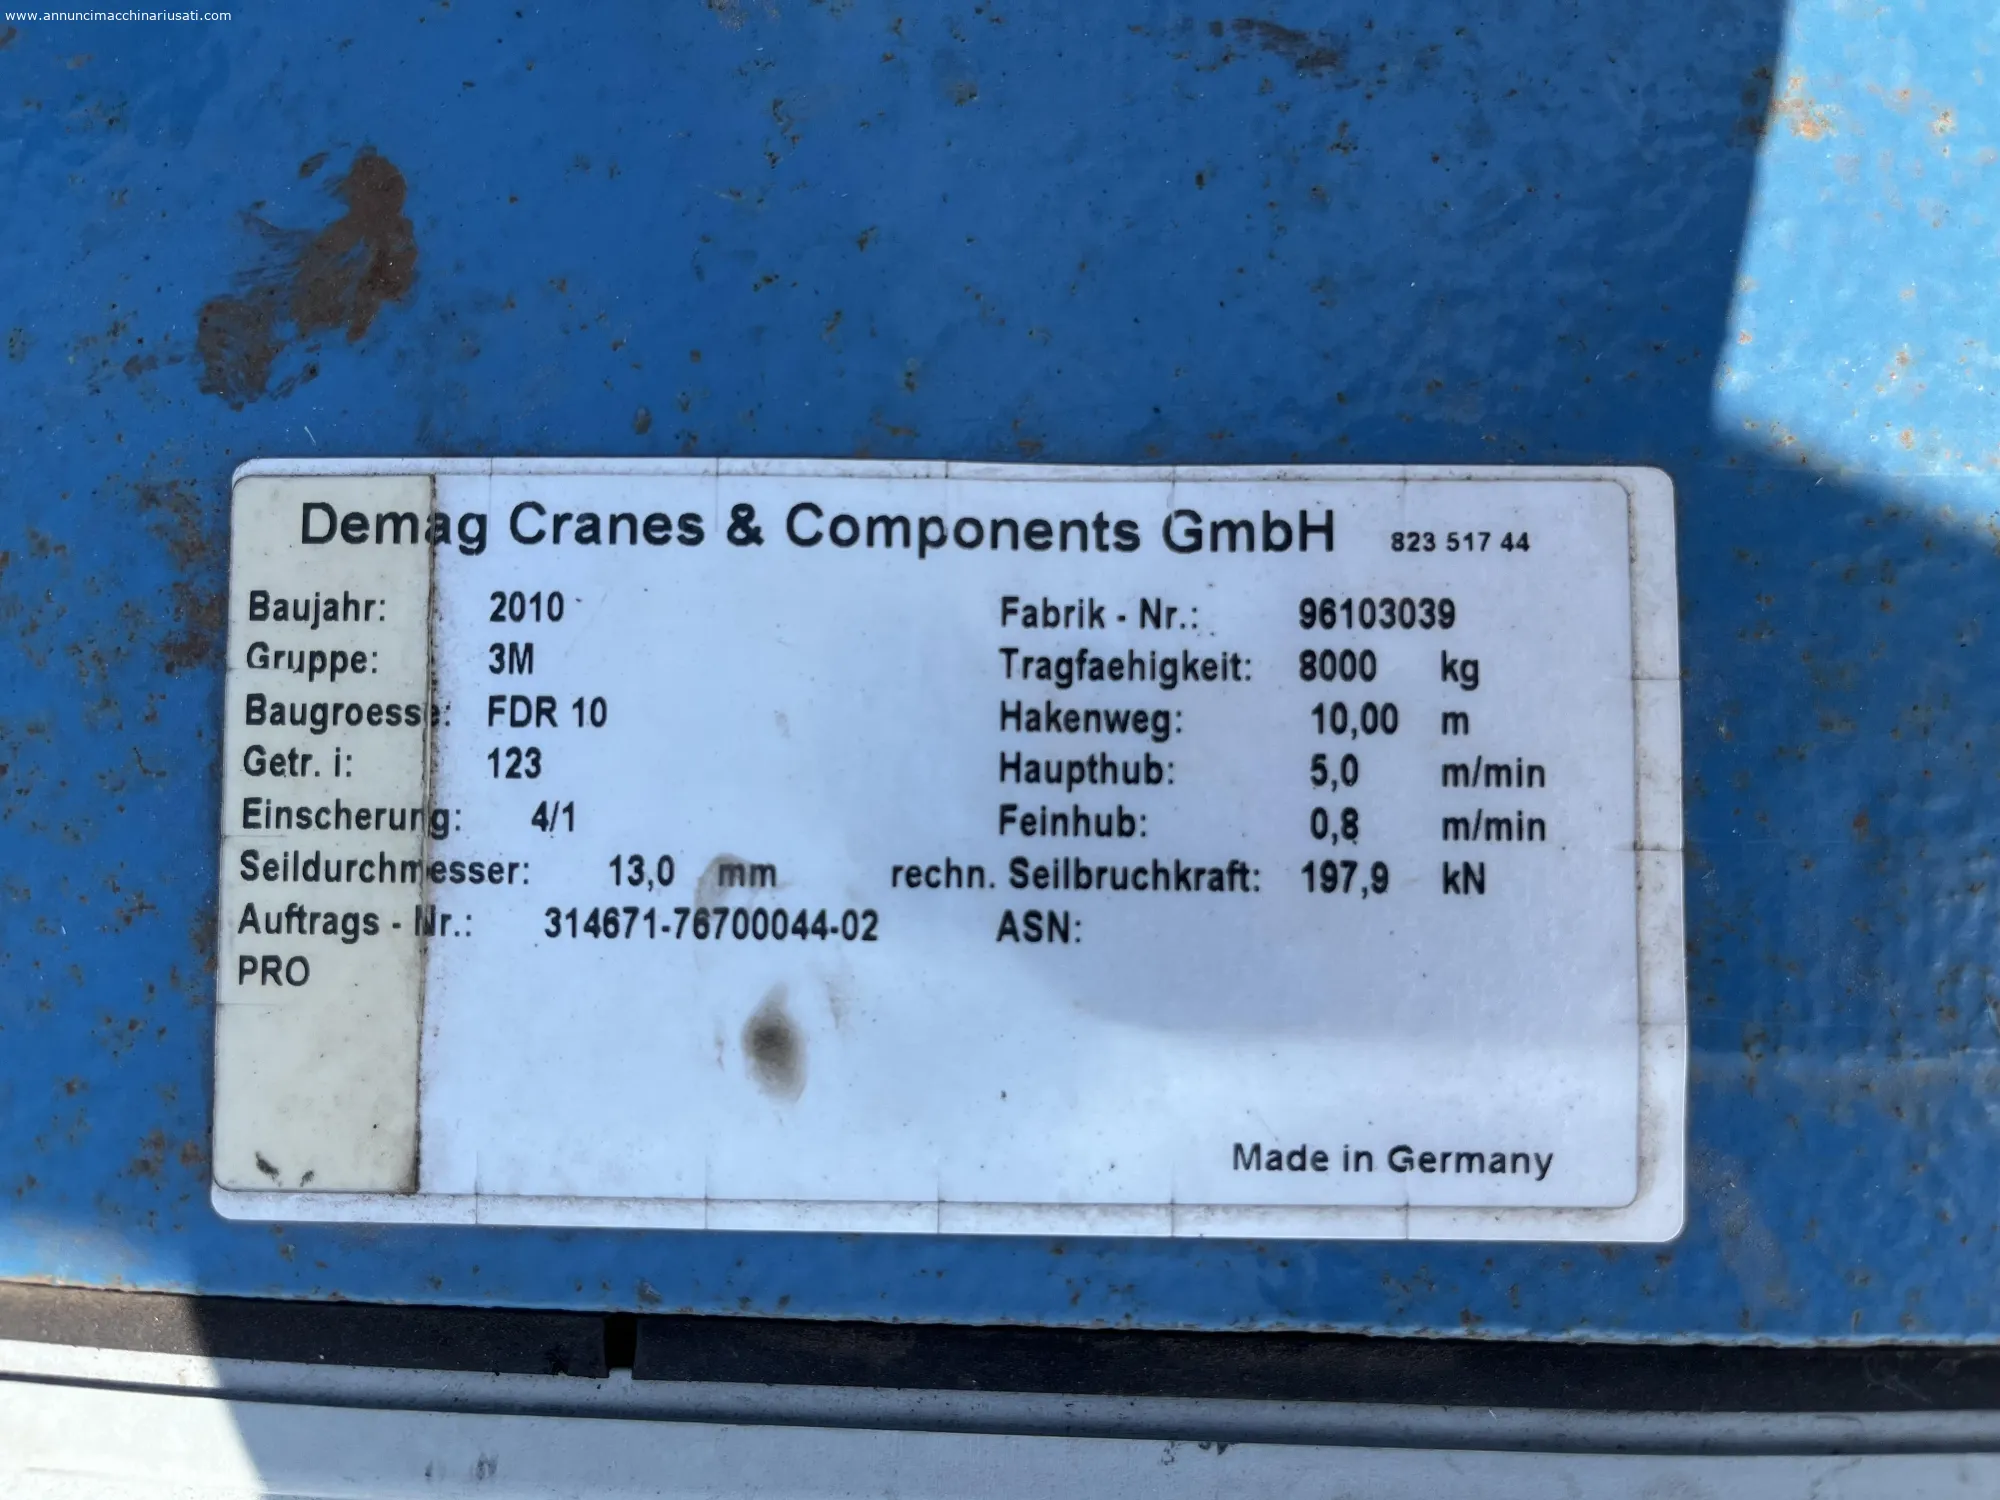 www.annuncimacchinariusati.com
Demag Cranes & Components GmbH 823 517 44
Baujahr: 2010 Fabrik - Nr.: 96103039
Gruppe: 3M Tragfaehigkeit: 8000 kg
Baugroesse: FDR 10 Hakenweg: 10,00 m
Getr. i: 123 Haupthub: 5,0 m/min
Einscherung: 4/1 Feinhub: 0,8 m/min
Seildurchmesser: 13,0 mm rechn. Seilbruchkraft: 197,9 kN
Auftrags - Nr.: 314671-76700044-02 ASN:
PRO
Made in Germany